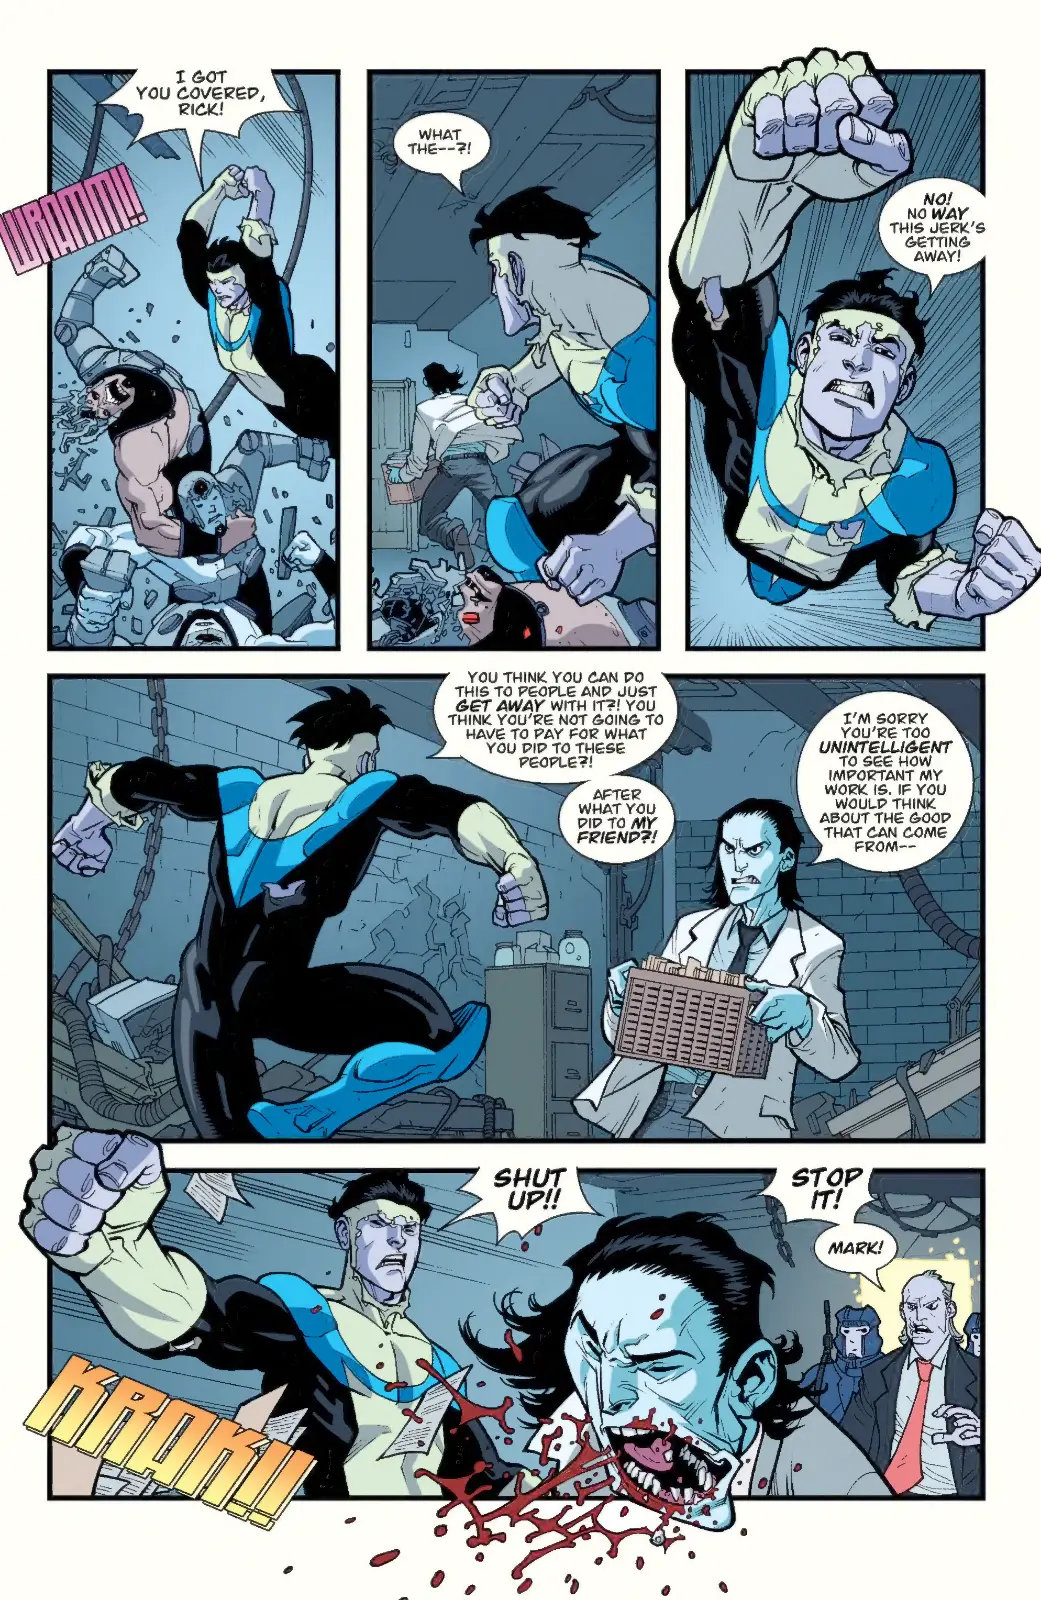 I GOT
YOU COVERED,
RICK!
WRAMM!!
WHAT
THE--?!
NO!
NO WAY
THIS JERK'S
GETTING
AWAY!
YOU THINK YOU CAN DO
THIS TO PEOPLE AND JUST
GET AWAY WITH IT?! YOU
THINK YOU'RE NOT GOING TO
HAVE TO PAY FOR WHAT
YOU DID TO THESE
PEOPLE?!
AFTER
WHAT YOU
DID TO MY
FRIEND?!
I'M SORRY
YOU'RE TOO
UNINTELLIGENT
TO SEE HOW
IMPORTANT MY
WORK IS. IF YOU
WOULD THINK
ABOUT THE GOOD
THAT CAN COME
FROM--
SHUT
UP!!
KRAK!!
STOP
IT!
MARK!